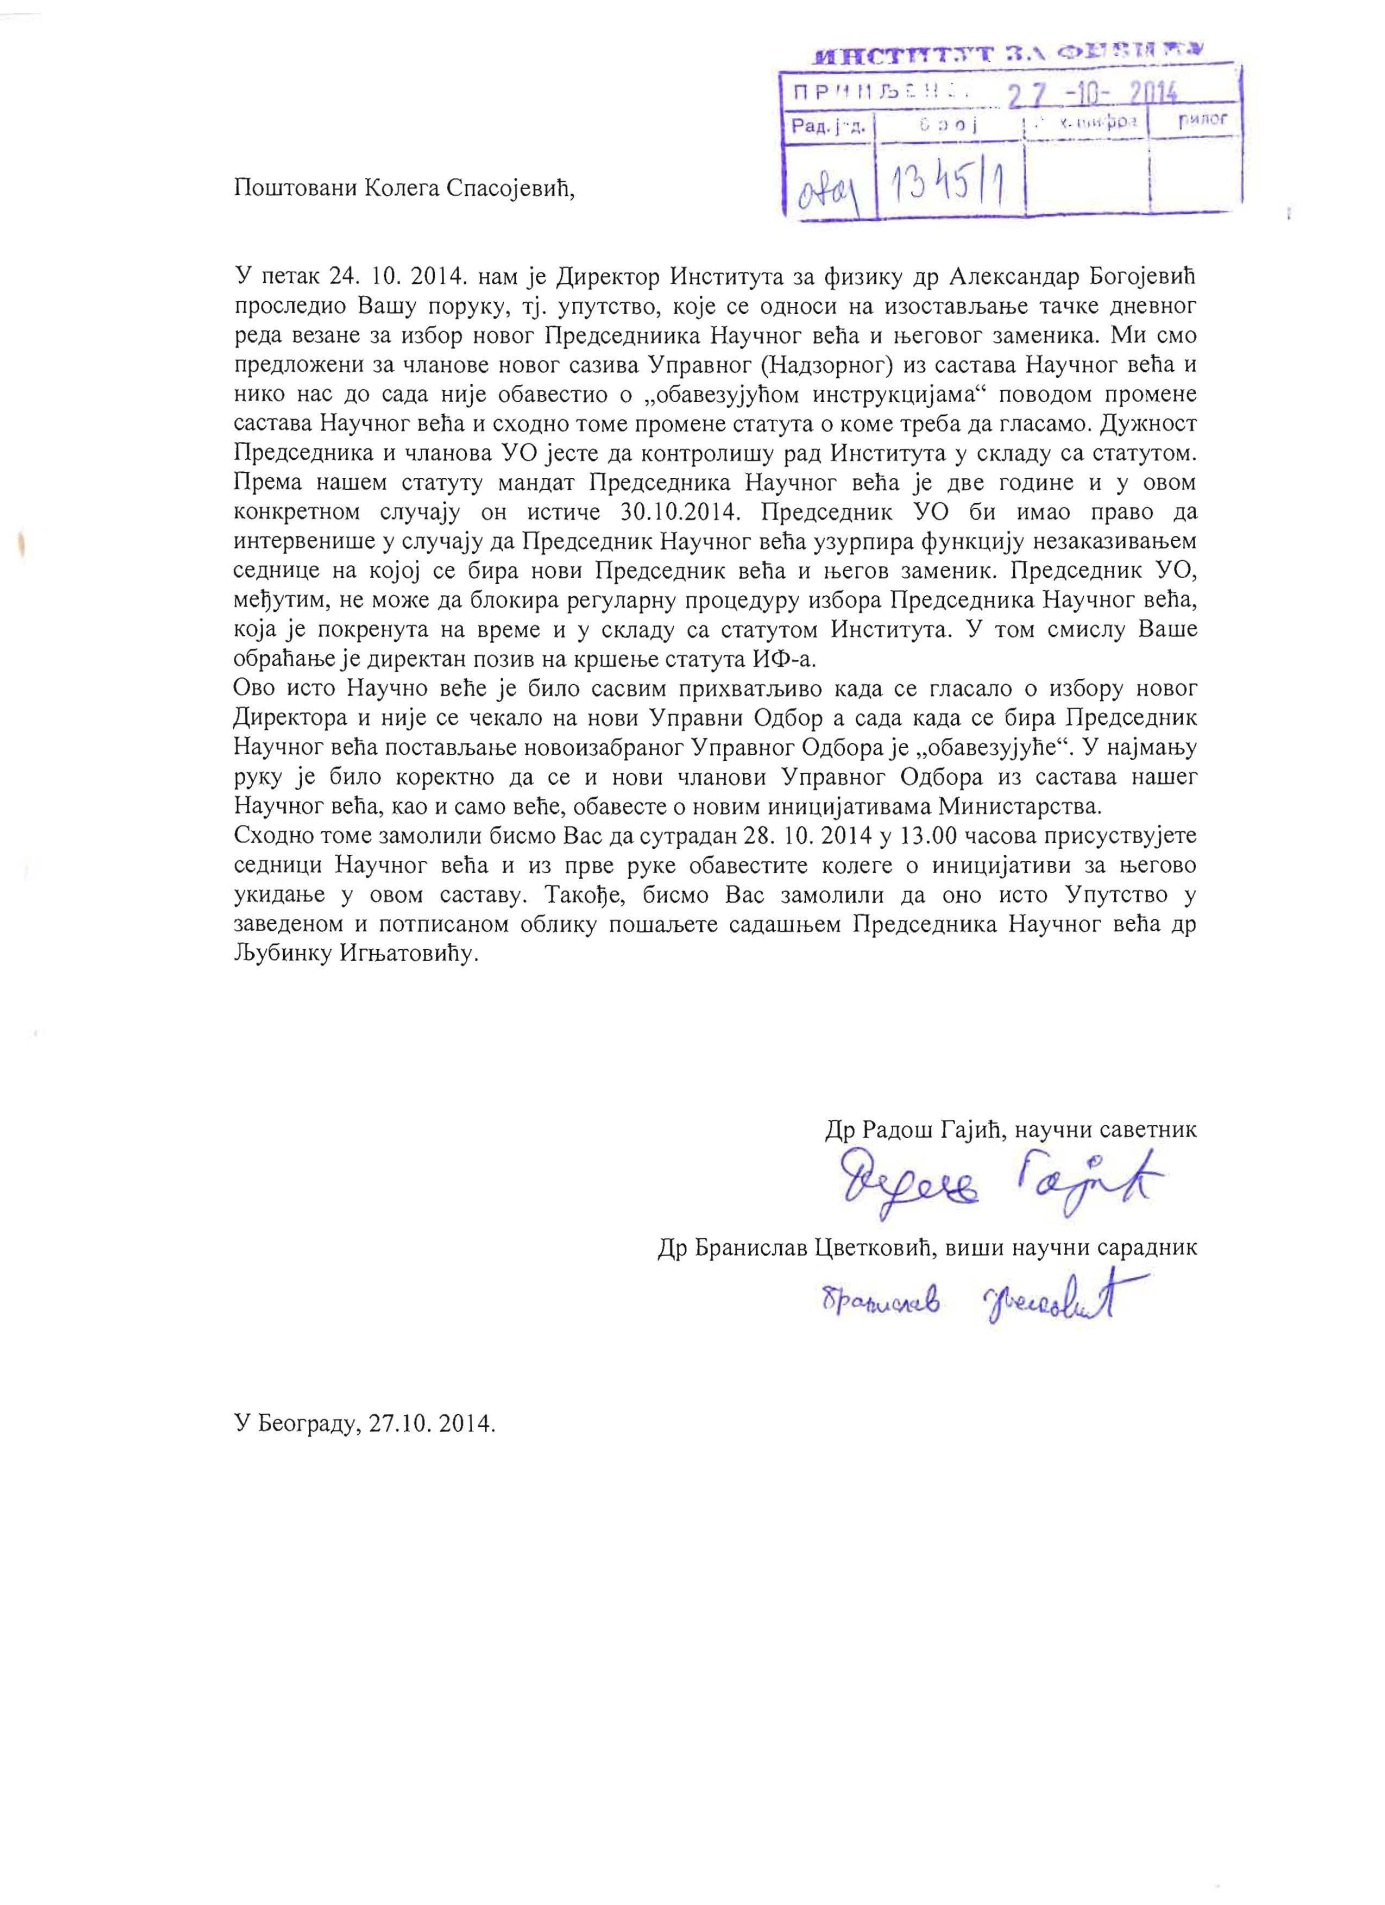 ИНСТИТУТ ЗА ФИЗИКУ
27 -10- 2014
Рад. јед. број прилог
1345/1
Поштовани Колега Спасојевић,
У петак 24. 10. 2014. нам је Директор Института за физику др Александар Богојевић
проследио Вашу поруку, тј. упутство, које се односи на изостављање тачке дневног
реда везане за избор новог Председниика Научног већа и његовог заменика. Ми смо
предложени за чланове новог сазива Управног (Надзорног) из састава Научног већа и
нико нас до сада није обавестио о „обавезујућом инструкцијама“ поводом промене
састава Научног већа и сходно томе промене статута о коме треба да гласамо. Дужност
Председника и чланова УО јесте да контролишу рад Института у складу са статутом.
Према нашем статуту мандат Председника Научног већа је две године и у овом
конкретном случају он истиче 30.10.2014. Председник УО би имао право да
интервенише у случају да Председник Научног већа узурпира функцију незаказивањем
седнице на којој се бира нови Председник већа и његов заменик. Председник УО,
међутим, не може да блокира регуларну процедуру избора Председника Научног већа,
која је покренута на време и у складу са статутом Института. У том смислу Ваше
обраћање је директан позив на кршење статута ИФ-а.
Ово исто Научно веће је било сасвим прихватљиво када се гласало о избору новог
Директора и није се чекало на нови Управни Одбор а сада када се бира Председник
Научног већа постављање новоизабраног Управног Одбора је „обавезујуће“. У најмању
руку је било коректно да се и нови чланови Управног Одбора из састава нашег
Научног већа, као и само веће, обавесте о новим иницијативама Министарства.
Сходно томе замолили бисмо Вас да сутрадан 28. 10. 2014 у 13.00 часова присуствујете
седници Научног већа и из прве руке обавестите колеге о иницијативи за његово
укидање у овом саставу. Такође, бисмо Вас замолили да оно исто Упутство у
заведеном и потписаном облику пошаљете садашњем Председника Научног већа др
Љубинку Игњатовићу.
Др Радош Гајић, научни саветник
Радош Гајић
Др Бранислав Цветковић, виши научни сарадник
Бранислав Цветковић
У Београду, 27.10. 2014.